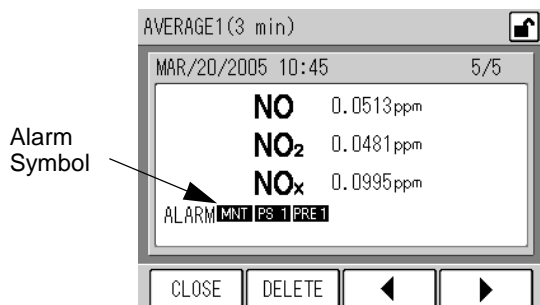 AVERAGE1(3 min)
MAR/20/2005 10:45 5/5
NO 0.0513ppm
NO₂ 0.0481ppm
NOx 0.0995ppm
Alarm
Symbol
ALARM MNT PS 1 PRE 1
CLOSE DELETE